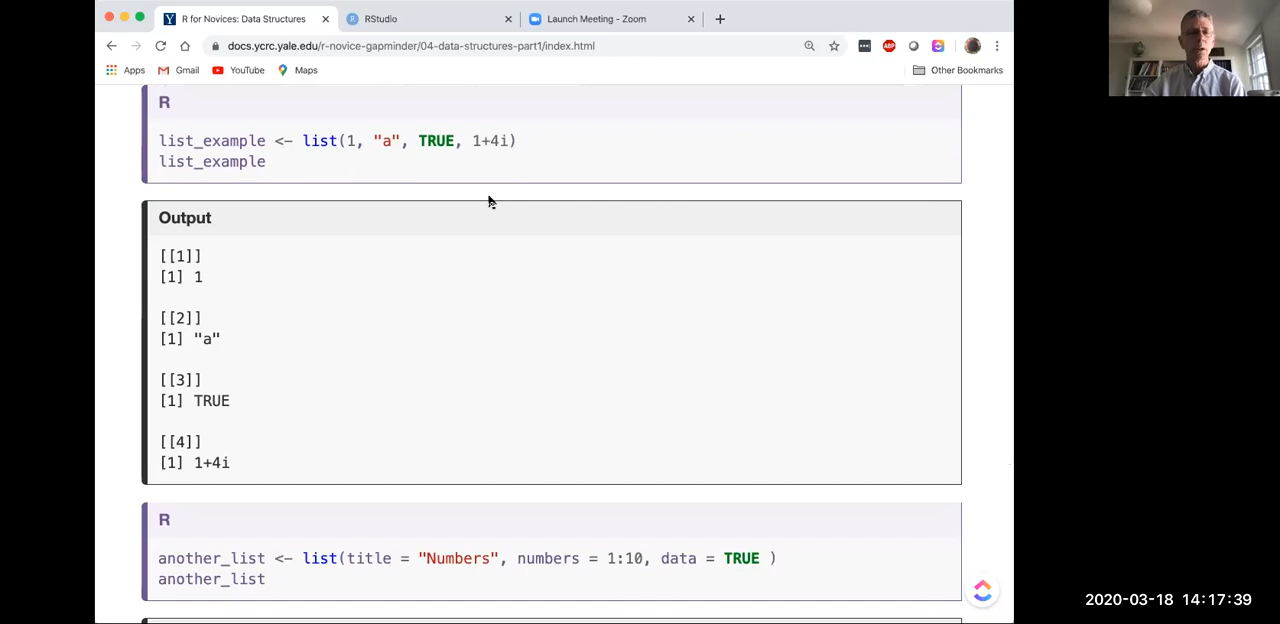 R for Novices: Data Structures
RStudio
Launch Meeting - Zoom
docs.ycrc.yale.edu/r-novice-gapminder/04-data-structures-part1/index.html
ABP
Apps
Gmail
YouTube
Maps
Other Bookmarks
R
list_example <- list(1, "a", TRUE, 1+4i)
list_example
Output
[[1]]
[1] 1
[[2]]
[1] "a"
[[3]]
[1] TRUE
[[4]]
[1] 1+4i
R
another_list <- list(title = "Numbers", numbers = 1:10, data = TRUE )
another_list
2020-03-18 14:17:39